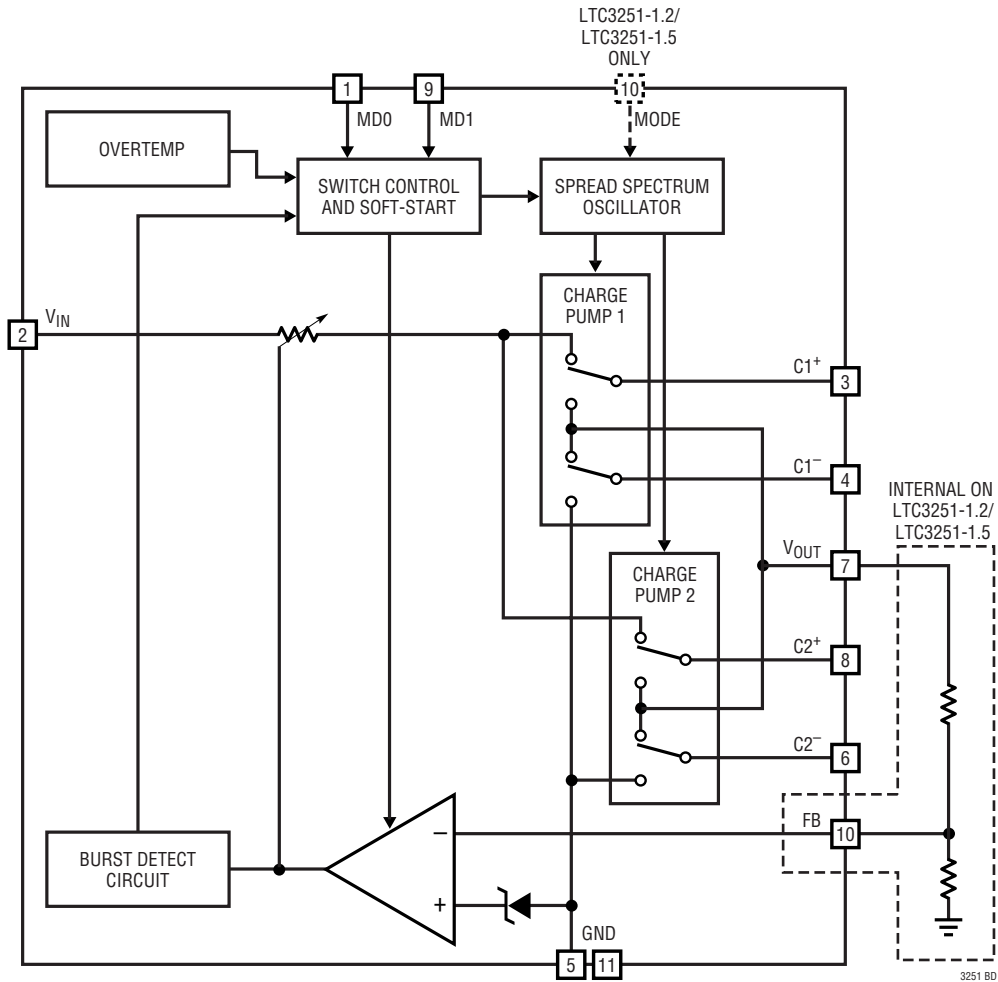 LTC3251-1.2/
LTC3251-1.5
ONLY
1
9
10
MD0
MD1
MODE
OVERTEMP
SWITCH CONTROL
AND SOFT-START
SPREAD SPECTRUM
OSCILLATOR
CHARGE
PUMP 1
2
VIN
C1+
3
C1–
4
INTERNAL ON
LTC3251-1.2/
LTC3251-1.5
VOUT
7
CHARGE
PUMP 2
C2+
8
C2–
6
FB
10
–
+
BURST DETECT
CIRCUIT
GND
5
11
3251 BD